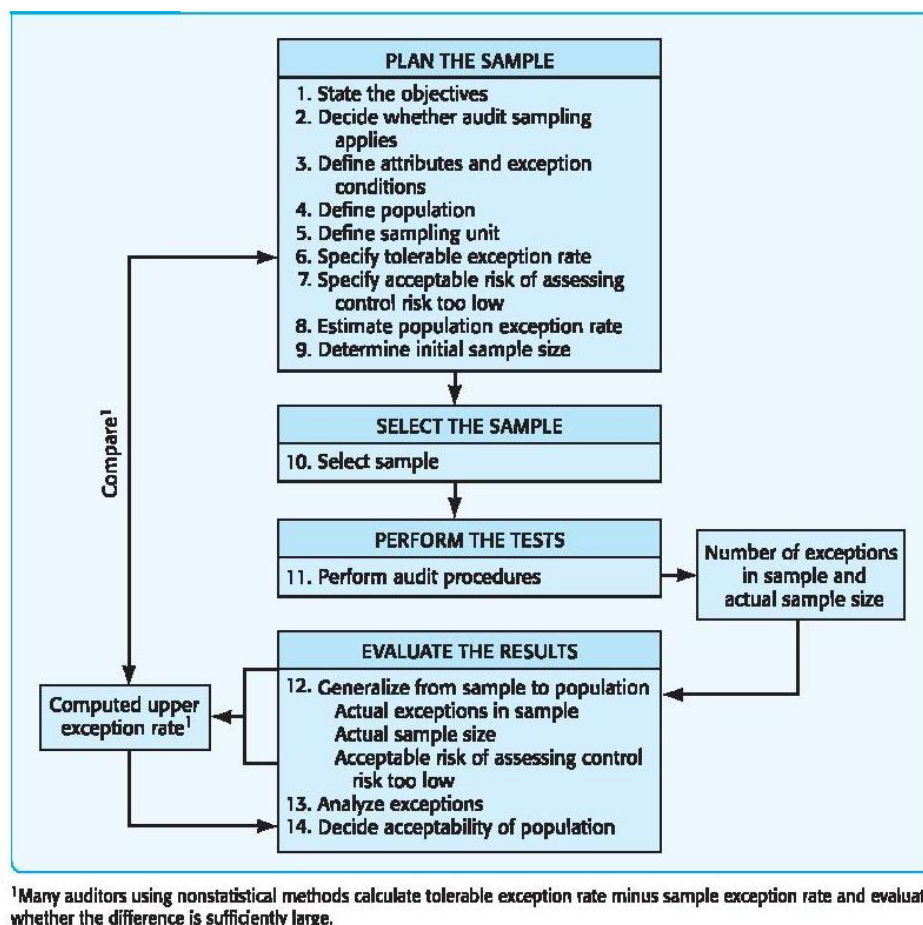 PLAN THE SAMPLE
1. State the objectives
2. Decide whether audit sampling
applies
3. Define attributes and exception
conditions
4. Define population
5. Define sampling unit
6. Specify tolerable exception rate
7. Specify acceptable risk of assessing
control risk too low
8. Estimate population exception rate
9. Determine initial sample size
Compare¹
SELECT THE SAMPLE
10. Select sample
PERFORM THE TESTS
11. Perform audit procedures
Number of exceptions
in sample and
actual sample size
EVALUATE THE RESULTS
12. Generalize from sample to population
Actual exceptions in sample
Actual sample size
Acceptable risk of assessing control
risk too low
13. Analyze exceptions
14. Decide acceptability of population
Computed upper
exception rate¹
¹Many auditors using nonstatistical methods calculate tolerable exception rate minus sample exception rate and evaluat
whether the difference is sufficiently large.